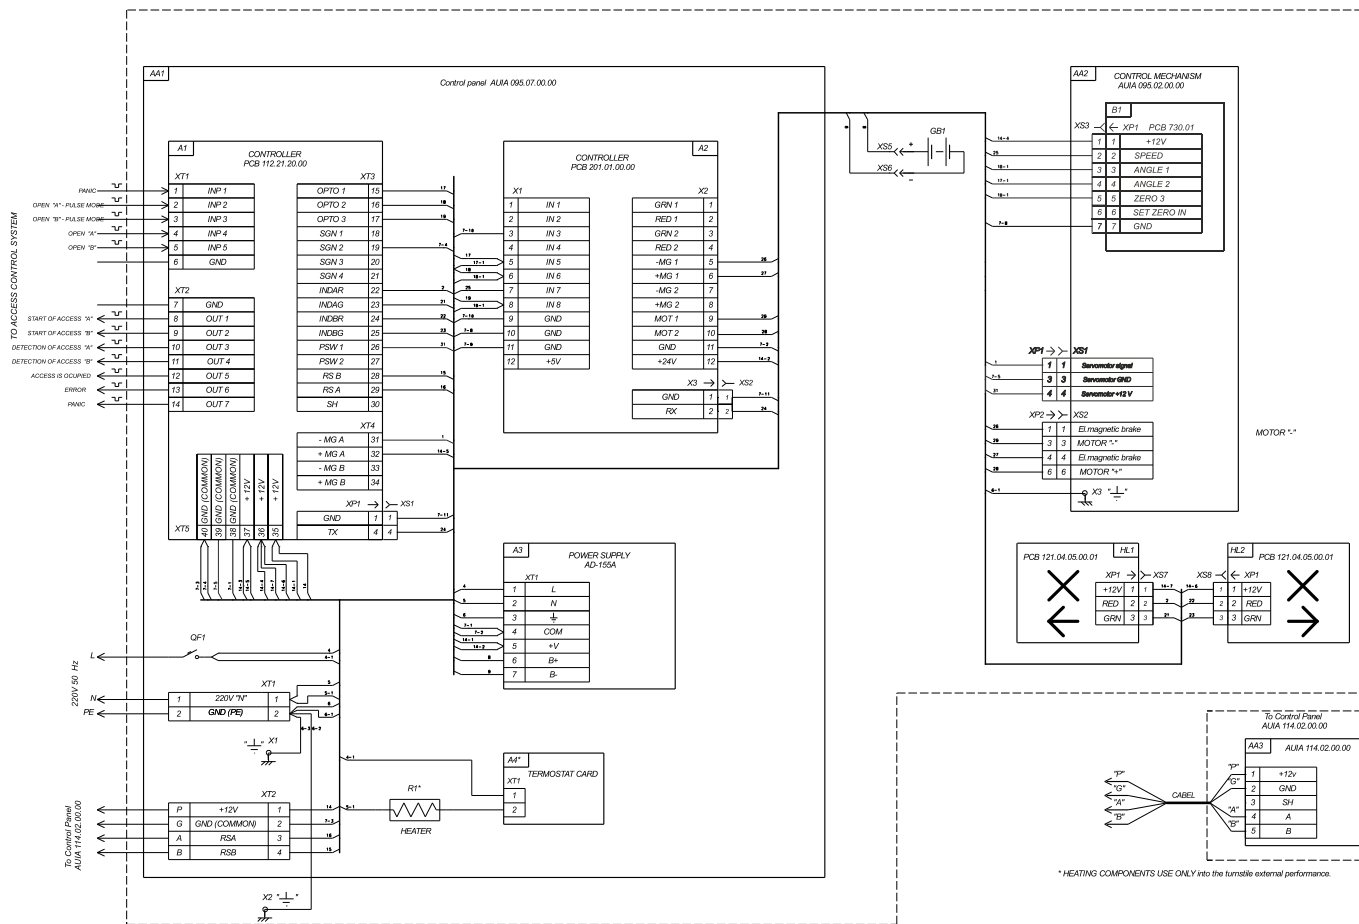 AA1
Control panel AUIA 095.07.00.00
TO ACCESS CONTROL SYSTEM
A1
CONTROLLER
PCB 112.21.20.00
XT1
PANIC 1 INP 1
OPEN "A" - PULSE MODE 2 INP 2
OPEN "B" - PULSE MODE 3 INP 3
OPEN "A" 4 INP 4
OPEN "B" 5 INP 5
6 GND
XT2
7 GND
START OF ACCESS "A" 8 OUT 1
START OF ACCESS "B" 9 OUT 2
DETECTION OF ACCESS "A" 10 OUT 3
DETECTION OF ACCESS "B" 11 OUT 4
ACCESS IS OCUPIED 12 OUT 5
ERROR 13 OUT 6
PANIC 14 OUT 7
XT3
OPTO 1 15
OPTO 2 16
OPTO 3 17
SGN 1 18
SGN 2 19
SGN 3 20
SGN 4 21
INDAR 22
INDAG 23
INDBR 24
INDBG 25
PSW 1 26
PSW 2 27
RS B 28
RS A 29
SH 30
XT4
- MG A 31
+ MG A 32
- MG B 33
+ MG B 34
XP1 XS1
GND 1 1
TX 4 4
XT5
40 GND (COMMON)
39 GND (COMMON)
38 GND (COMMON)
37 + 12V
36 + 12V
35 + 12V
A2
CONTROLLER
PCB 201.01.00.00
X1
1 IN 1
2 IN 2
3 IN 3
4 IN 4
5 IN 5
6 IN 6
7 IN 7
8 IN 8
9 GND
10 GND
11 GND
12 +5V
X2
GRN 1 1
RED 1 2
GRN 2 3
RED 2 4
-MG 1 5
+MG 1 6
-MG 2 7
+MG 2 8
MOT 1 9
MOT 2 10
GND 11
+24V 12
X3 XS2
GND 1 1
RX 2 2
A3
POWER SUPPLY
AD-155A
XT1
1 L
2 N
3
4 COM
5 +V
6 B+
7 B-
A4*
TERMOSTAT CARD
XT1
1
2
R1*
HEATER
220V 50 Hz
L
QF1
XT1
N 1 220V "N" 1
PE 2 GND (PE) 2
X1
To Control Panel
AUIA 114.02.00.00
XT2
P +12V 1
G GND (COMMON) 2
A RSA 3
B RSB 4
X2
GB1
XS5 +
XS6 -
AA2
CONTROL MECHANISM
AUIA 095.02.00.00
B1
XS3 XP1 PCB 730.01
1 1 +12V
2 2 SPEED
3 3 ANGLE 1
4 4 ANGLE 2
5 5 ZERO 3
6 6 SET ZERO IN
7 7 GND
XP1 XS1
1 1 Servomotor signal
3 3 Servomotor GND
4 4 Servomotor +12 V
XP2 XS2
1 1 El.magnetic brake
3 3 MOTOR "-"
4 4 El.magnetic brake
6 6 MOTOR "+"
X3
MOTOR "-"
PCB 121.04.05.00.01 HL1
XP1 XS7
+12V 1 1
RED 2 2
GRN 3 3
HL2 PCB 121.04.05.00.01
XS8 XP1
1 1 +12V
2 2 RED
3 3 GRN
To Control Panel
AUIA 114.02.00.00
AA3 AUIA 114.02.00.00
"P" "P" 1 +12v
"G" "G" 2 GND
CABEL 3 SH
"A" "A" 4 A
"B" "B" 5 B
* HEATING COMPONENTS USE ONLY into the turnstile external performance.